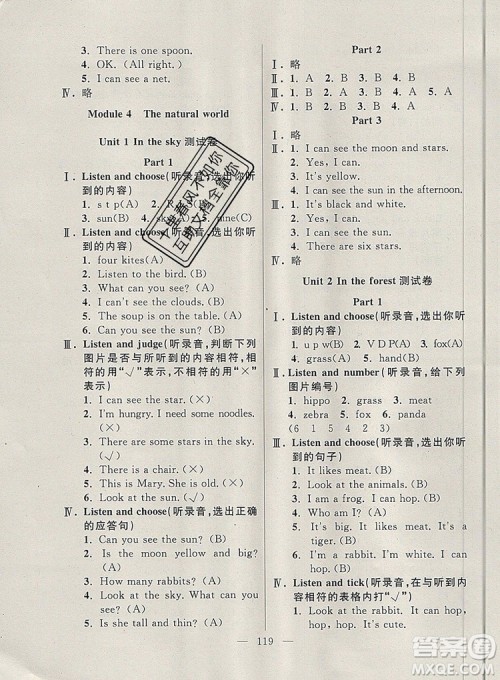 3. There is one spoon.
4. OK. (All right.)
5. I can see a net.
Ⅳ. 略
Module 4 The natural world
Unit 1 In the sky 测试卷
Part 1
Ⅰ. Listen and choose(听录音,选出你所听到的内容)
1. s t p(A)
3. sun(B)
Ⅱ. Listen and choose(听录音,选出你听到的内容)
1. four kites(A)
2. Listen to the bird. (A)
3. What can you see? (A)
4. I can't see the clouds. (A)
5. The soup is on the table. (A)
6. Can you see the sun? (B)
Ⅲ. Listen and judge(听录音,判断下列
图片是否与所听到的内容相符,相符
的用"√"表示,不相符的用"×"
表示)
1. I can see the star. (×)
2. I'm hungry. I need some noodles.
(×)
3. There are some stars in the sky.
(√)
4. This is Mary. She is old. (×)
5. Look at the sun. (√)
Ⅳ. Listen and choose(听录音,选出正确
的应答句)
1. Can you see the sun? (B)
2. Is the moon yellow and big?
(A)
3. How many rabbits? (A)
4. Look at the stars. (B)
5. Is she tall and thin? (A)
Part 2
Ⅰ. 略
Ⅱ. 1. A 2. B 3. B 4. A 5. B
Ⅲ. 1. B 2. B 3. A 4. A 5. A
Part 3
Ⅰ. 1. I can see the moon and stars.
2. Yes, I can.
3. It's yellow.
4. I can see the sun in the afternoon.
Ⅱ. 1. It's black and white.
2. I can.
3. Yes, I can.
4. I can see the sun.
5. There are six stars.
Ⅲ. 略
Unit 2 In the forest 测试卷
Part 1
Ⅰ. Listen and choose(听录音,选出你听
到的内容)
1. u p w(B) 2. V D P(A) 3. fox(B)
4. grass(A) 5. hand(A)
Ⅱ. Listen and number(听录音,给下列
图片编号)
1. hippo 2. grass 3. meat
4. zebra 5. fox 6. panda
(6 1 5 2 4 3)
Ⅲ. Listen and choose(听录音,选出你听
到的句子)
1. It likes meat. (B)
2. I am a frog. I can hop. (B)
3. I can hop. (B)
4. Who am I? (A)
5. It's big. It likes meat. It's a
tiger. (B)
6. I'm a rabbit. I'm white. I can
hop. (B)
Ⅳ. Listen and tick(听录音,在与听到内
容相符的表格内打"√")
1. Look at the rabbit. It can hop,
hop, hop. It's cute.
119